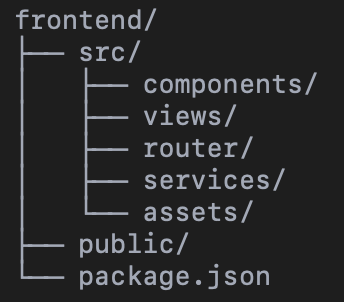 frontend/
├── src/
│   ├── components/
│   ├── views/
│   ├── router/
│   ├── services/
│   └── assets/
├── public/
└── package.json